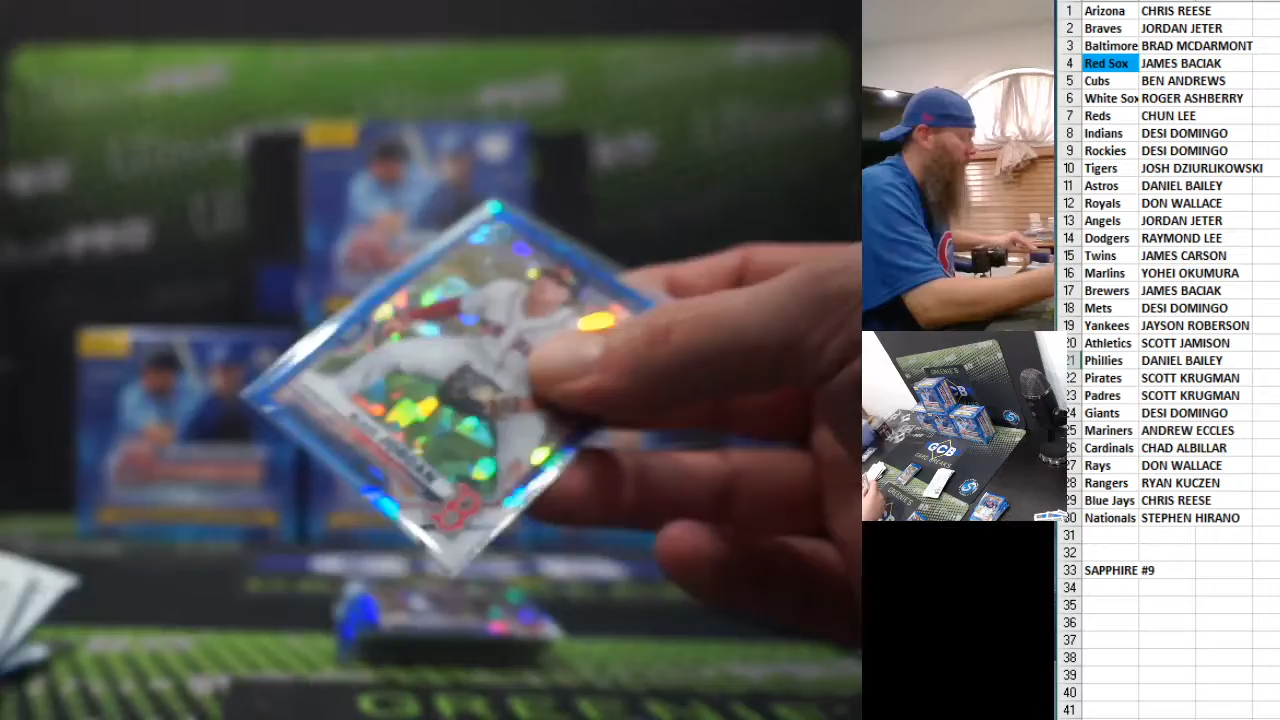 1 Arizona CHRIS REESE
2 Braves JORDAN JETER
3 Baltimore BRAD MCDARMONT
4 Red Sox JAMES BACIAK
5 Cubs BEN ANDREWS
6 White Sox ROGER ASHBERRY
7 Reds CHUN LEE
8 Indians DESI DOMINGO
9 Rockies DESI DOMINGO
10 Tigers JOSH DZIURLIKOWSKI
11 Astros DANIEL BAILEY
12 Royals DON WALLACE
13 Angels JORDAN JETER
14 Dodgers RAYMOND LEE
15 Twins JAMES CARSON
16 Marlins YOHEI OKUMURA
17 Brewers JAMES BACIAK
18 Mets DESI DOMINGO
19 Yankees JAYSON ROBERSON
20 Athletics SCOTT JAMISON
21 Phillies DANIEL BAILEY
22 Pirates SCOTT KRUGMAN
23 Padres SCOTT KRUGMAN
24 Giants DESI DOMINGO
25 Mariners ANDREW ECCLES
26 Cardinals CHAD ALBILLAR
27 Rays DON WALLACE
28 Rangers RYAN KUCZEN
29 Blue Jays CHRIS REESE
30 Nationals STEPHEN HIRANO
31
32
33 SAPPHIRE #9
34
35
36
37
38
39
40
41
B
GCB
CARD BREAKS
GREENIE'S